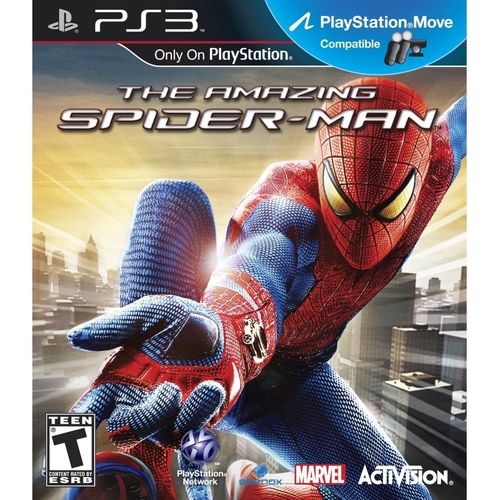 PS3
PlayStation®Move
Compatible
Only On PlayStation®
THE AMAZING
SPIDER-MAN
TEEN
T
CONTENT RATED BY
ESRB
PlayStation
Network
MARVEL
ACTIVISION®